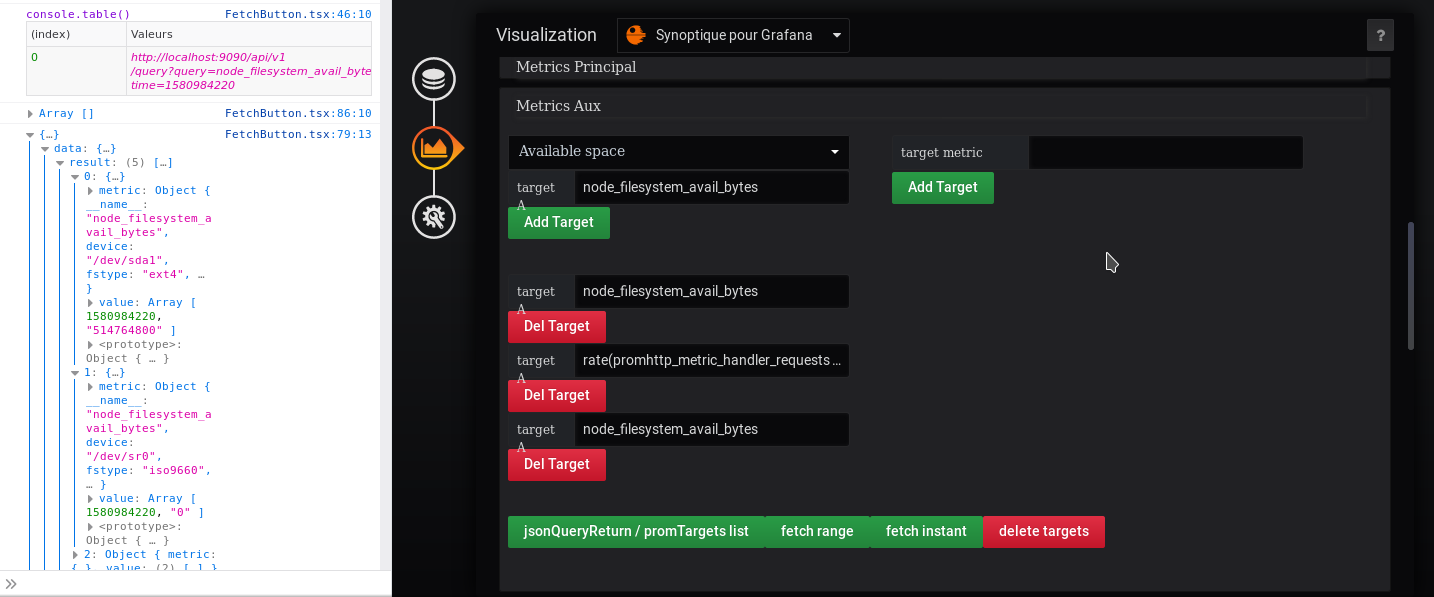 console.table()
FetchButton.tsx:46:10
(index)
Valeurs
0
http://localhost:9090/api/v1
/query?query=node_filesystem_avail_byte
time=1580984220
Array []
FetchButton.tsx:86:10
{…}
FetchButton.tsx:79:13
data: {…}
result: (5) […]
0: {…}
metric: Object {
__name__:
"node_filesystem_a
vail_bytes",
device:
"/dev/sda1",
fstype: "ext4", …
}
value: Array [
1580984220,
"514764800" ]
<prototype>:
Object { … }
1: {…}
metric: Object {
__name__:
"node_filesystem_a
vail_bytes",
device:
"/dev/sr0",
fstype: "iso9660",
… }
value: Array [
1580984220, "0" ]
<prototype>:
Object { … }
2: Object { metric:
{…}, value: (2) […] }
»
Visualization
Synoptique pour Grafana
?
Metrics Principal
Metrics Aux
Available space
target A
node_filesystem_avail_bytes
Add Target
target metric
Add Target
target A
node_filesystem_avail_bytes
Del Target
target A
rate(promhttp_metric_handler_requests…
Del Target
target A
node_filesystem_avail_bytes
Del Target
jsonQueryReturn / promTargets list
fetch range
fetch instant
delete targets